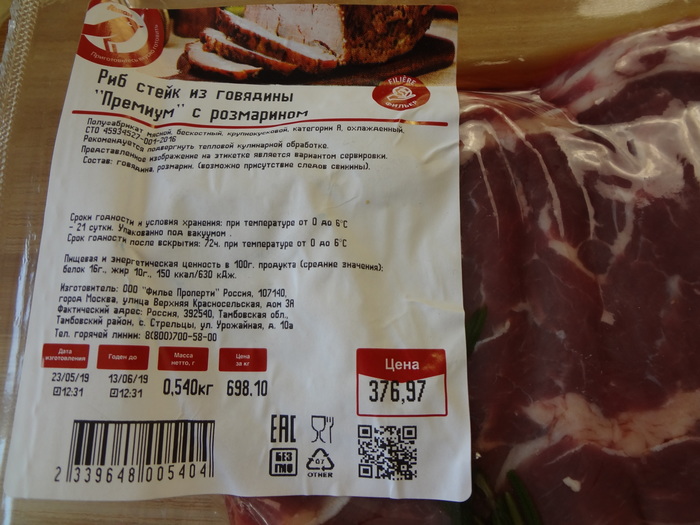 Риб стейк из говядины
"Премиум" с розмарином
FILIÈRE
ФИЛЬЕР
Полуфабрикат мясной, бескостный, крупнокусковой, категории А, охлажденный.
СТО 45934527-001-2016
Рекомендуется подвергнуть тепловой кулинарной обработке.
Представленное изображение на этикетке является вариантом сервировки.
Состав: говядина, розмарин. (возможно присутствие следов свинины).
Сроки годности и условия хранения: при температуре от 0 до 6°C
- 21 сутки. Упакованно под вакуумом .
Срок годности после вскрытия: 72ч. при температуре от 0 до 6°C
Пищевая и энергетическая ценность в 100г. продукта (средние значения):
белок 16г., жир 10г., 150 ккал/630 кДж.
Изготовитель: ООО "Филье Проперти" Россия, 107140,
город Москва, улица Верхняя Красносельская, дом 3А
Фактический адрес: Россия, 392540, Тамбовская обл.,
Тамбовский район, с. Стрельцы, ул. Урожайная, д. 10а
Тел. горячей линии: 8(800)700-58-00
Дата изготовления Годен до Масса нетто, г Цена за кг Цена
23/05/19 13/06/19 0,540кг 698.10 376,97
12:31 12:31
EAC
БЕЗ ГМО
07
OTHER
2 339648 005404